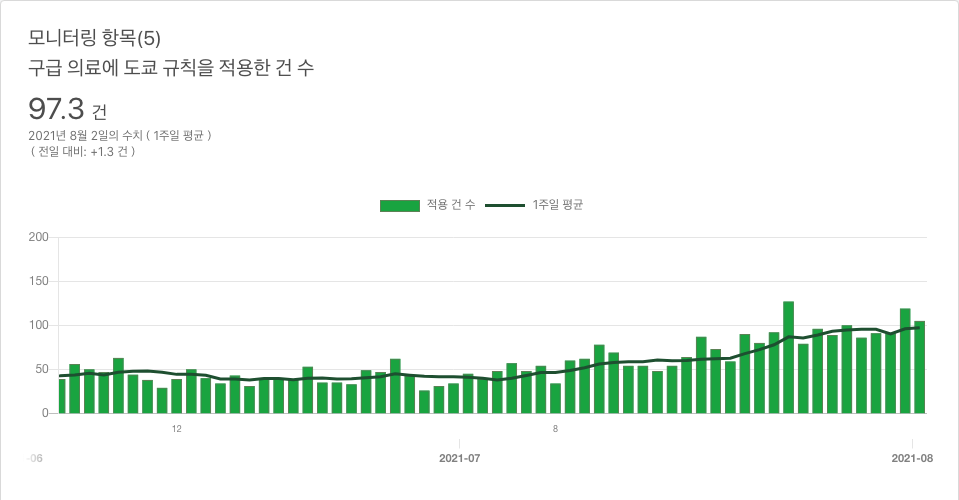 모니터링 항목(5)
구급 의료에 도쿄 규칙을 적용한 건 수
97.3 건
2021년 8월 2일의 수치 ( 1주일 평균 )
( 전일 대비: +1.3 건 )
적용 건 수 1주일 평균
200
150
100
50
0
12 8
-06 2021-07 2021-08